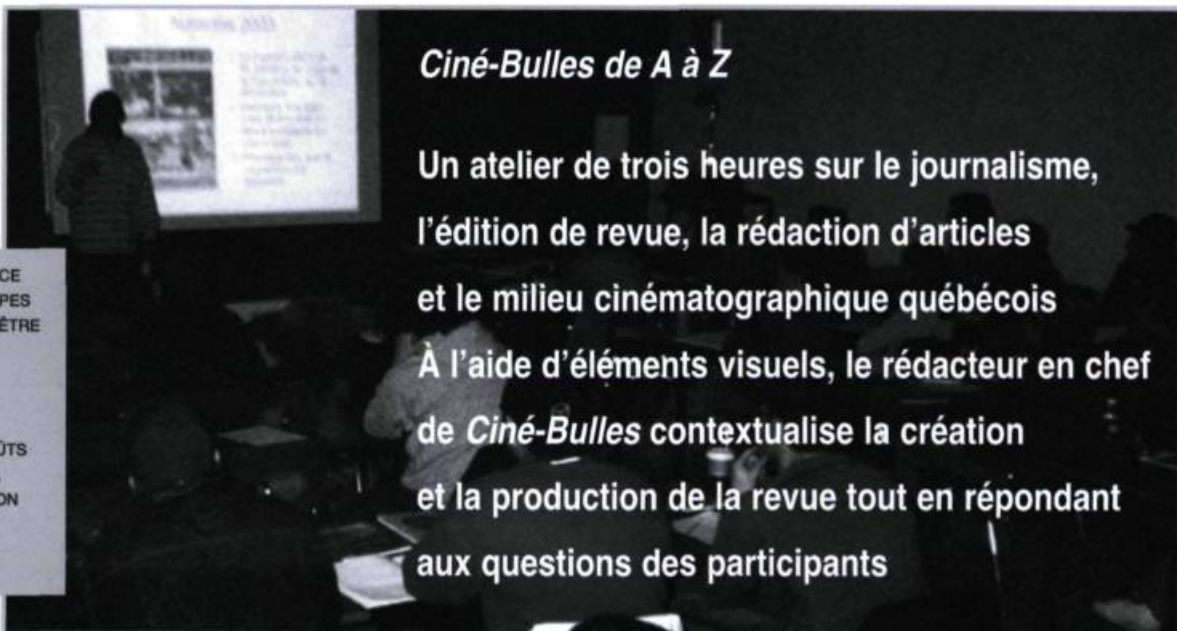 Ciné-Bulles de A à Z
Un atelier de trois heures sur le journalisme,
l'édition de revue, la rédaction d'articles
et le milieu cinématographique québécois
À l'aide d'éléments visuels, le rédacteur en chef
de Ciné-Bulles contextualise la création
et la production de la revue tout en répondant
aux questions des participants
ÊTRE